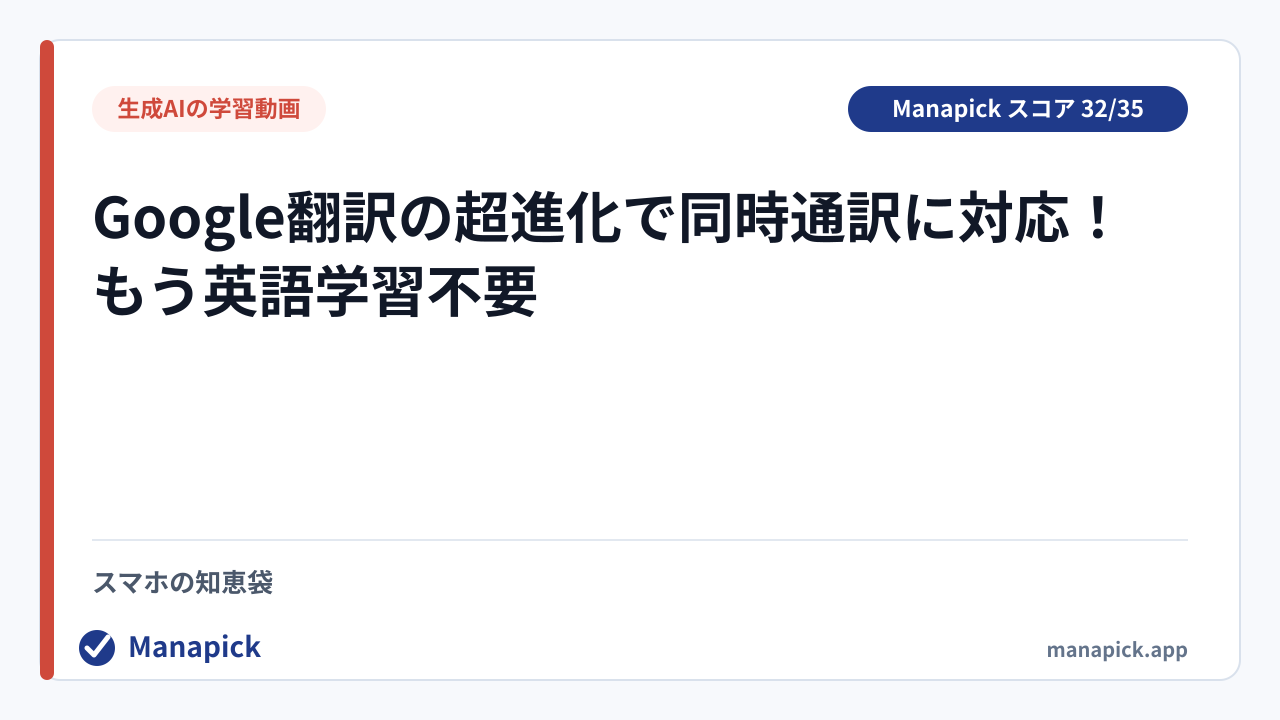 生成AIの学習動画
Manapick スコア 32/35
Google翻訳の超進化で同時通訳に対応！
もう英語学習不要
スマホの知恵袋
Manapick
manapick.app